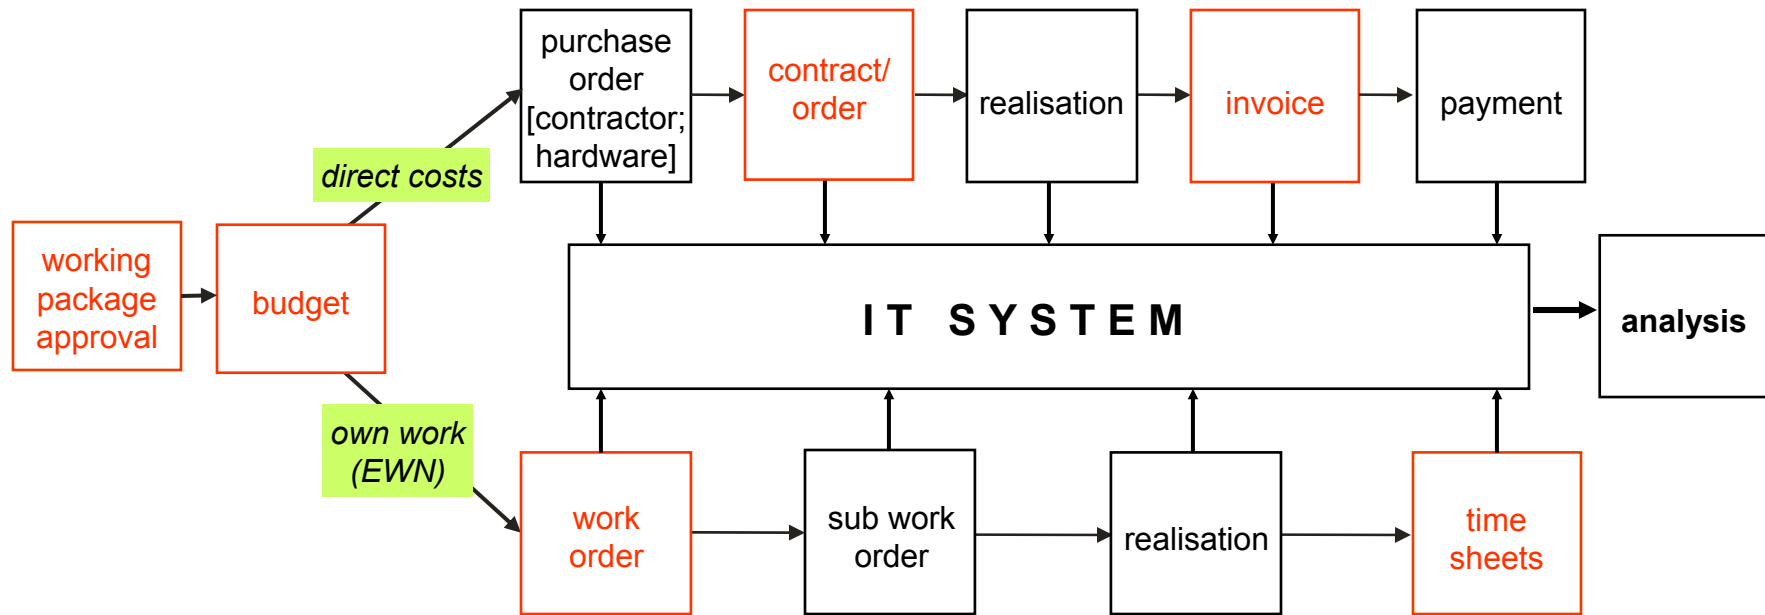 working
package
approval
budget
direct costs
own work
(EWN)
purchase
order
[contractor;
hardware]
contract/
order
realisation
invoice
payment
IT SYSTEM
analysis
work
order
sub work
order
realisation
time
sheets